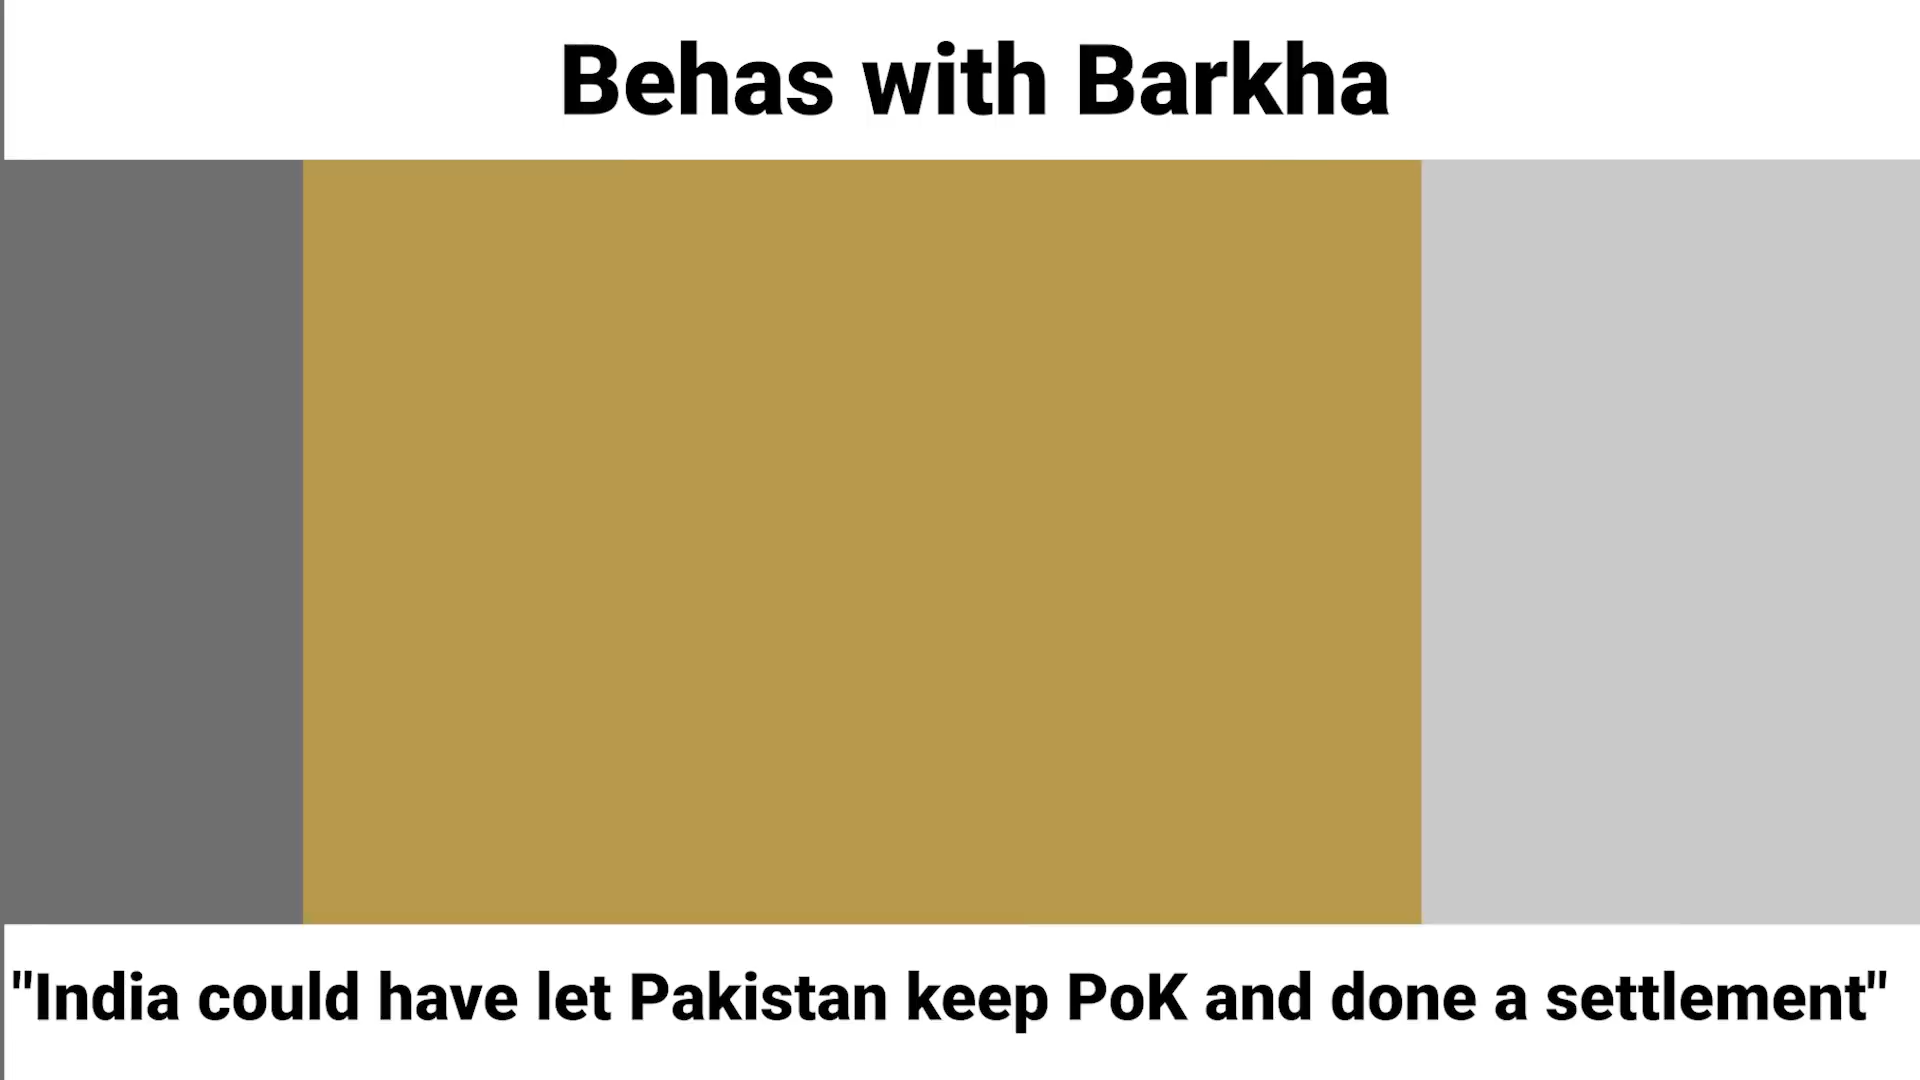 Behas with Barkha
"India could have let Pakistan keep PoK and done a settlement"